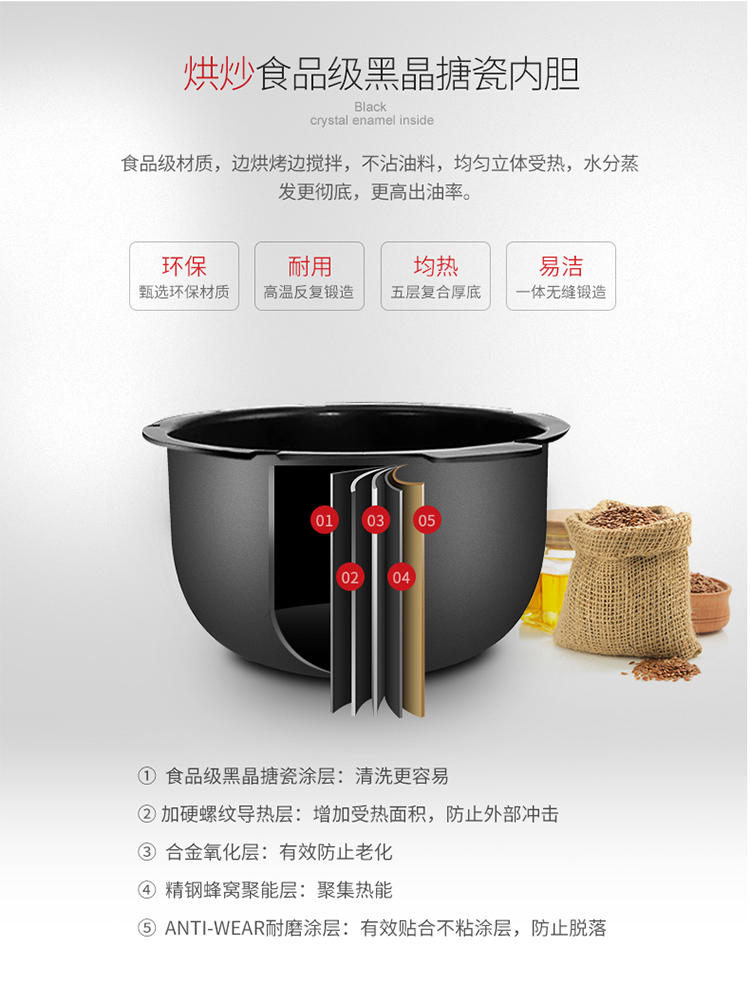 烘炒食品级黑晶搪瓷内胆
Black
crystal enamel inside
食品级材质，边烘烤边搅拌，不沾油料，均匀立体受热，水分蒸
发更彻底，更高出油率。
环保
甄选环保材质
耐用
高温反复锻造
均热
五层复合厚底
易洁
一体无缝锻造
01
03
05
02
04
① 食品级黑晶搪瓷涂层：清洗更容易
② 加硬螺纹导热层：增加受热面积，防止外部冲击
③ 合金氧化层：有效防止老化
④ 精钢蜂窝聚能层：聚集热能
⑤ ANTI-WEAR耐磨涂层：有效贴合不粘涂层，防止脱落